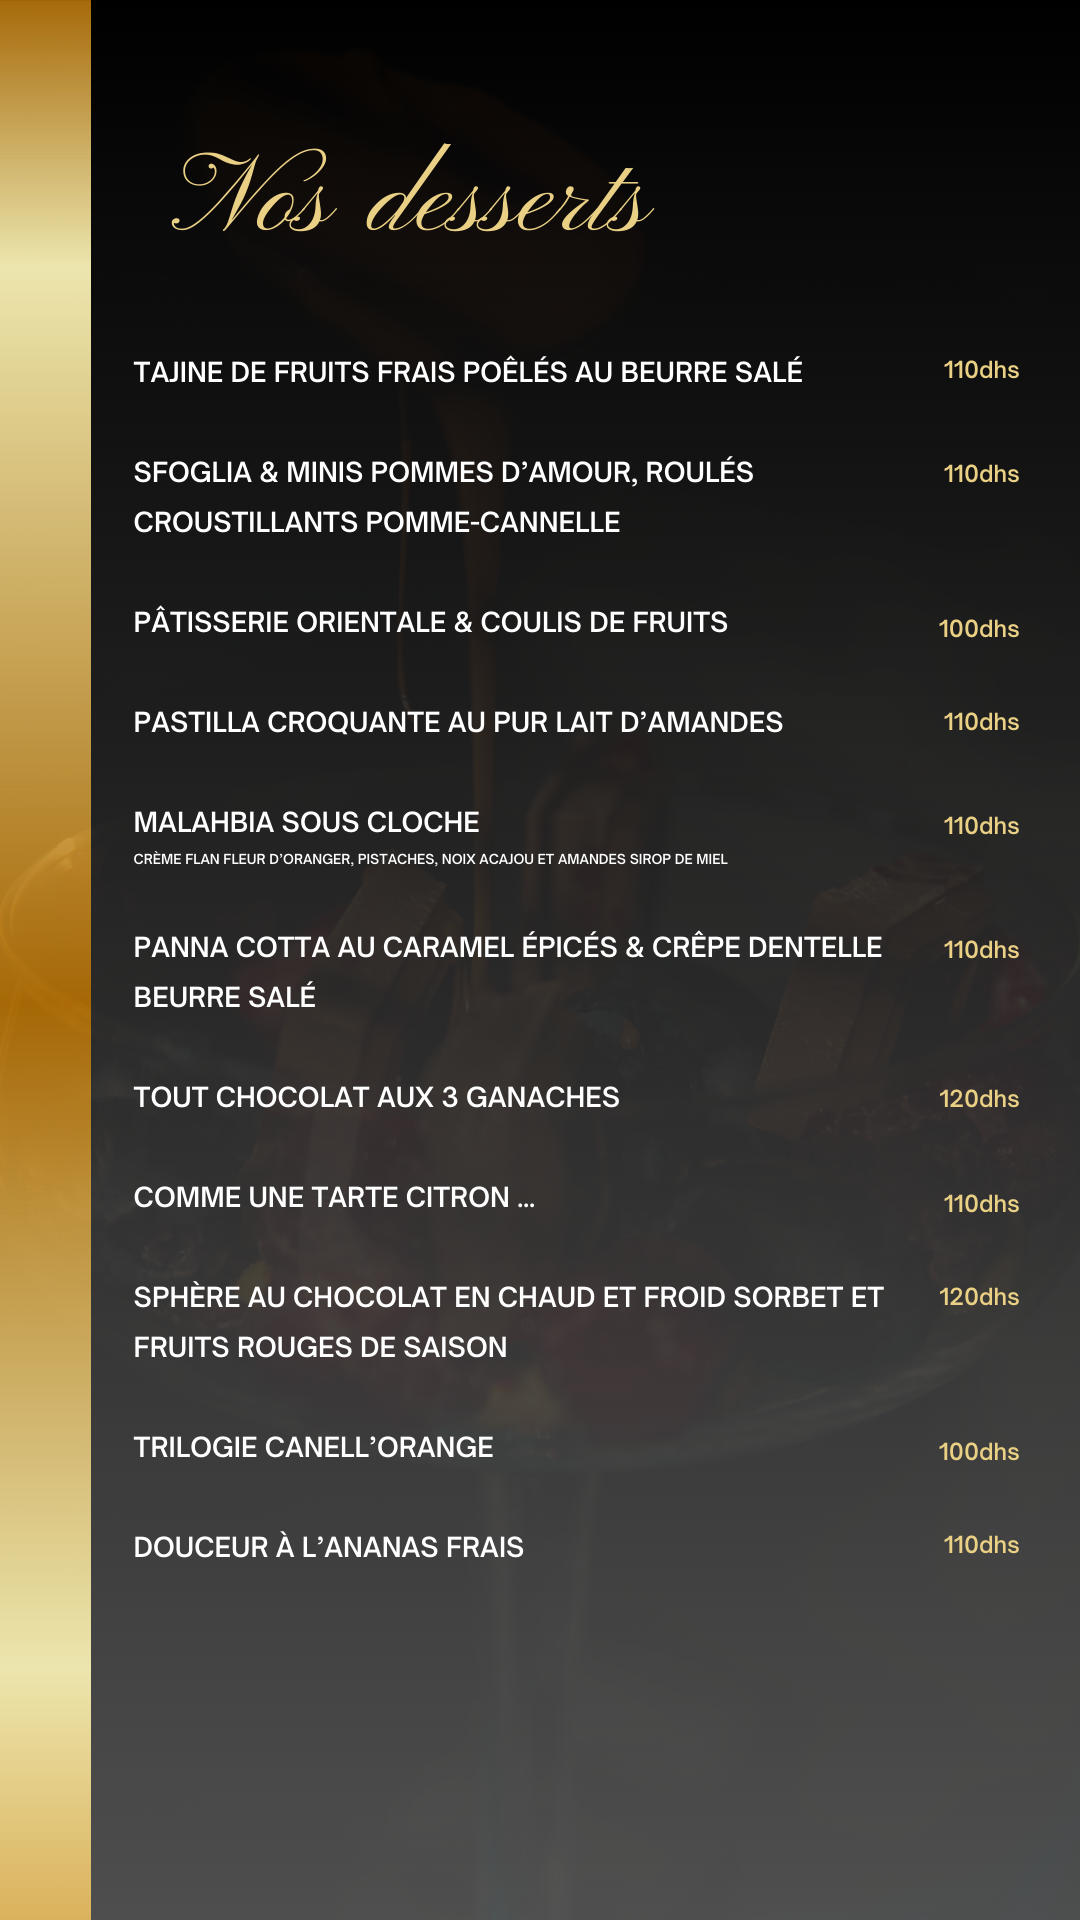 Nos desserts
TAJINE DE FRUITS FRAIS POÊLÉS AU BEURRE SALÉ 110dhs
SFOGLIA & MINIS POMMES D’AMOUR, ROULÉS 110dhs
CROUSTILLANTS POMME-CANNELLE
PÂTISSERIE ORIENTALE & COULIS DE FRUITS 100dhs
PASTILLA CROQUANTE AU PUR LAIT D’AMANDES 110dhs
MALAHBIA SOUS CLOCHE 110dhs
CRÈME FLAN FLEUR D’ORANGER, PISTACHES, NOIX ACAJOU ET AMANDES SIROP DE MIEL
PANNA COTTA AU CARAMEL ÉPICÉS & CRÊPE DENTELLE 110dhs
BEURRE SALÉ
TOUT CHOCOLAT AUX 3 GANACHES 120dhs
COMME UNE TARTE CITRON ... 110dhs
SPHÈRE AU CHOCOLAT EN CHAUD ET FROID SORBET ET 120dhs
FRUITS ROUGES DE SAISON
TRILOGIE CANELL’ORANGE 100dhs
DOUCEUR À L’ANANAS FRAIS 110dhs